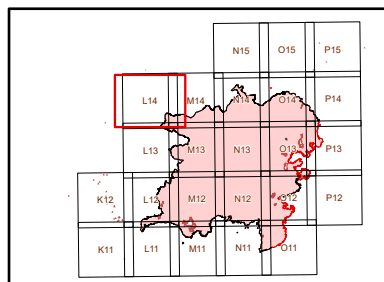 N15 O15 P15
L14 M14 N14 O14 P14
L13 M13 N13 O13 P13
K12 L12 M12 N12 O12 P12
K11 L11 M11 N11 O11